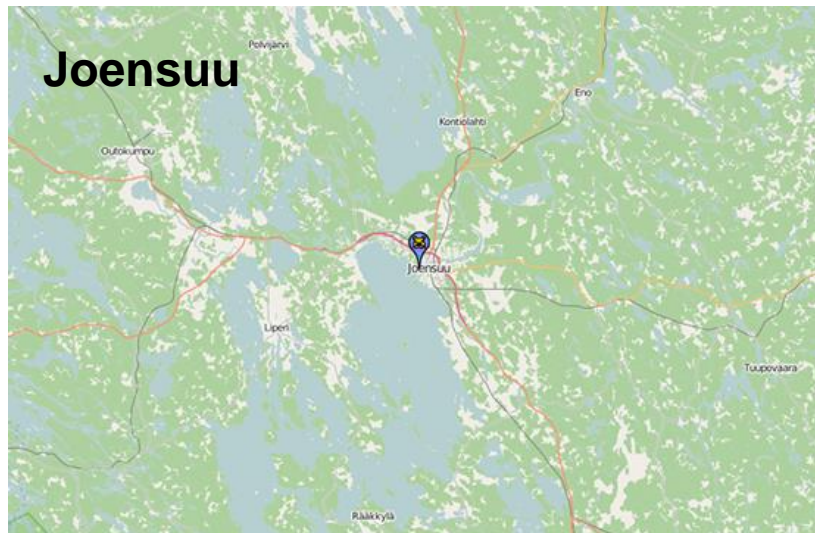 Joensuu
Polvijärvi
Eno
Kontiolahti
Outokumpu
Joensuu
Liperi
Tuupovaara
Rääkkylä